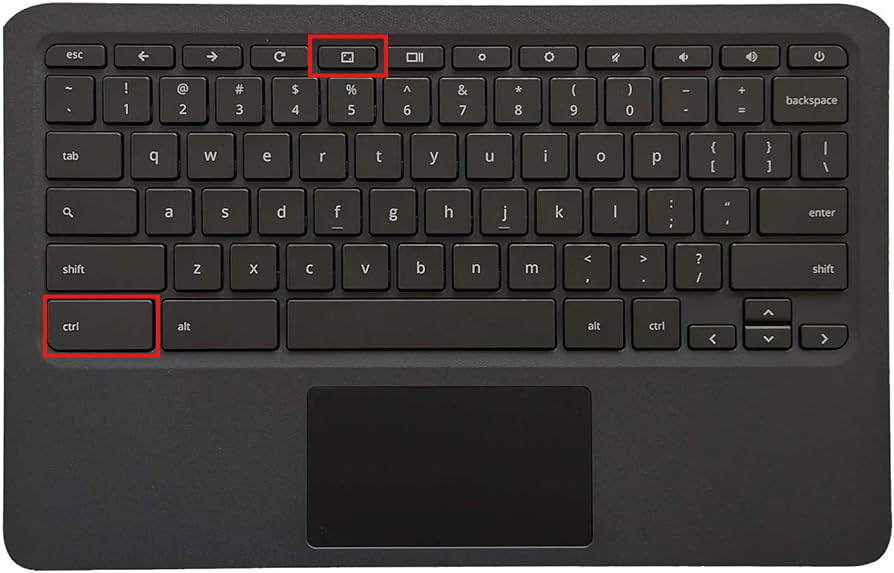 esc
~ ! @ # $ % ^ & * ( ) - +
` 1 2 3 4 5 6 7 8 9 0 - = backspace
tab q w e r t y u i o p { } |
[ ] \
a s d f g h j k l : “ enter
; ‘
shift z x c v b n m < > ? shift
, . /
ctrl alt alt ctrl